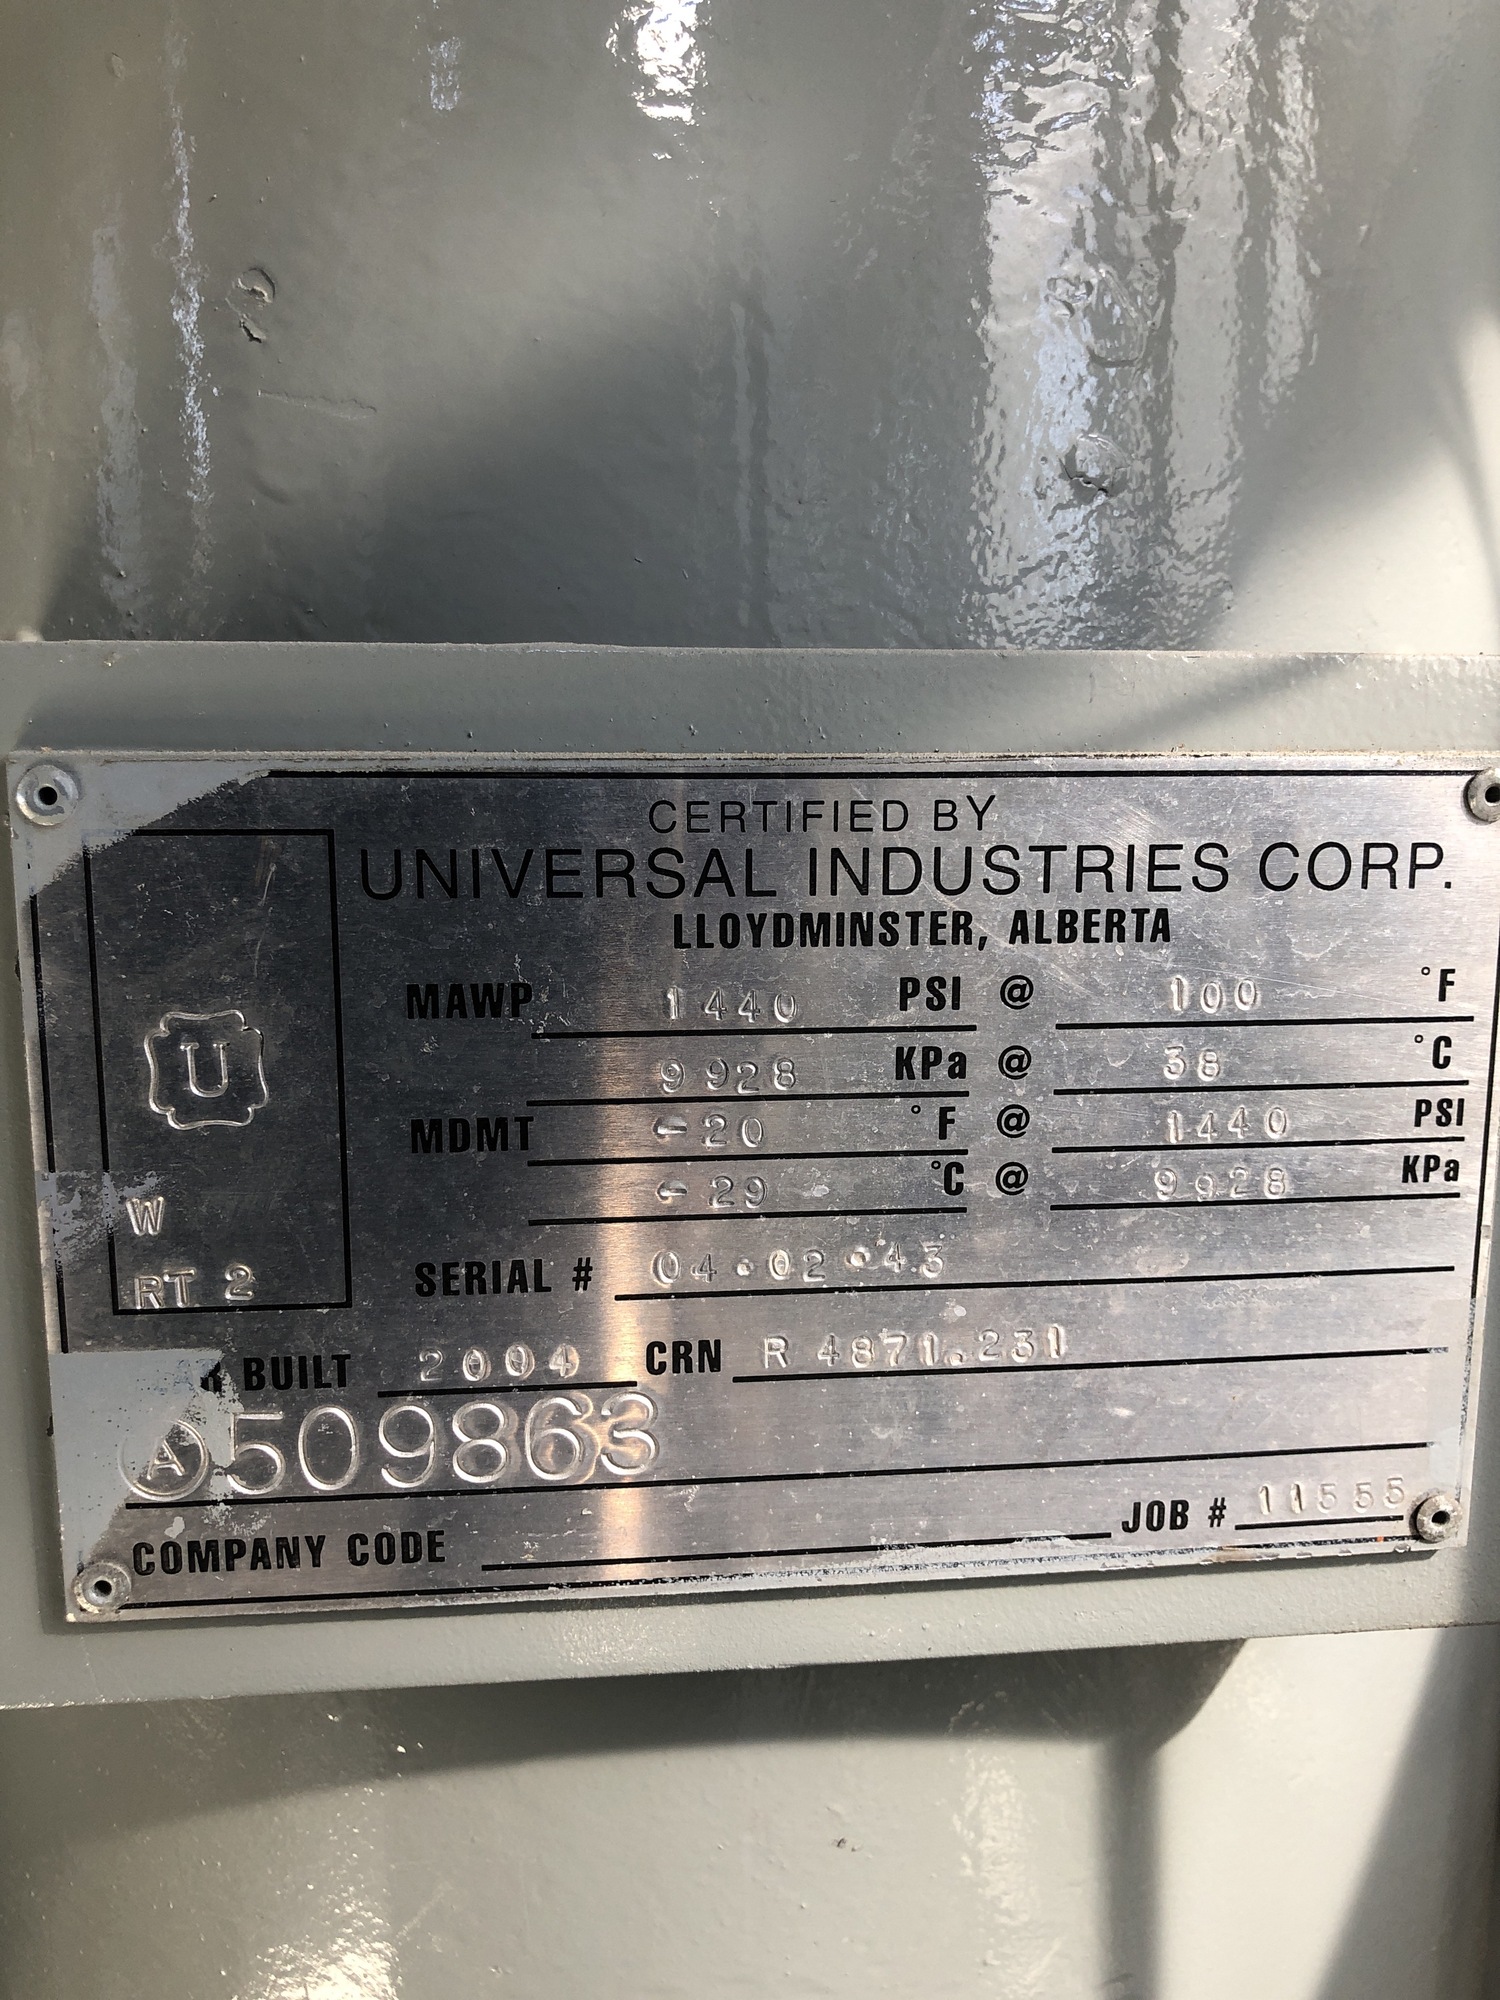 CERTIFIED BY
UNIVERSAL INDUSTRIES CORP.
LLOYDMINSTER, ALBERTA
U
W
RT 2
MAWP 1440 PSI @ 100 °F
9928 KPa @ 38 °C
MDMT -20 °F @ 1440 PSI
-29 °C @ 9928 KPa
SERIAL # 04-02-43
BUILT 2004 CRN R 4871.231
A 509863
COMPANY CODE JOB # 11555